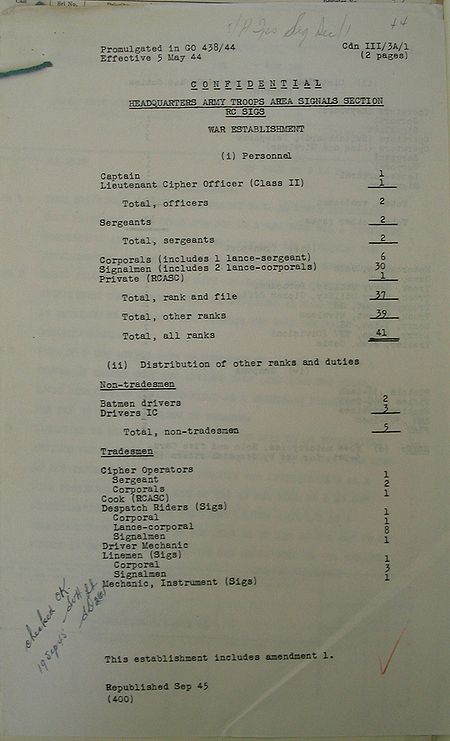 44
Promulgated in GO 438/44 Cdn III/3A/1
Effective 5 May 44 (2 pages)
CONFIDENTIAL
HEADQUARTERS ARMY TROOPS AREA SIGNALS SECTION
RC SIGS
WAR ESTABLISHMENT
(i) Personnel
Captain 1
Lieutenant Cipher Officer (Class II) 1
Total, officers 2
Sergeants 2
Total, sergeants 2
Corporals (includes 1 lance-sergeant) 6
Signalmen (includes 2 lance-corporals) 30
Private (RCASC) 1
Total, rank and file 37
Total, other ranks 39
Total, all ranks 41
(ii) Distribution of other ranks and duties
Non-tradesmen
Batmen drivers 2
Drivers IC 3
Total, non-tradesmen 5
Tradesmen
Cipher Operators
Sergeant 1
Corporals 2
Cook (RCASC) 1
Despatch Riders (Sigs)
Corporal 1
Lance-corporal 1
Signalmen 8
Driver Mechanic 1
Linemen (Sigs)
Corporal 1
Signalmen 3
Mechanic, Instrument (Sigs) 1
checked OK
19 Sep 45
This establishment includes amendment 1.
Republished Sep 45
(400)